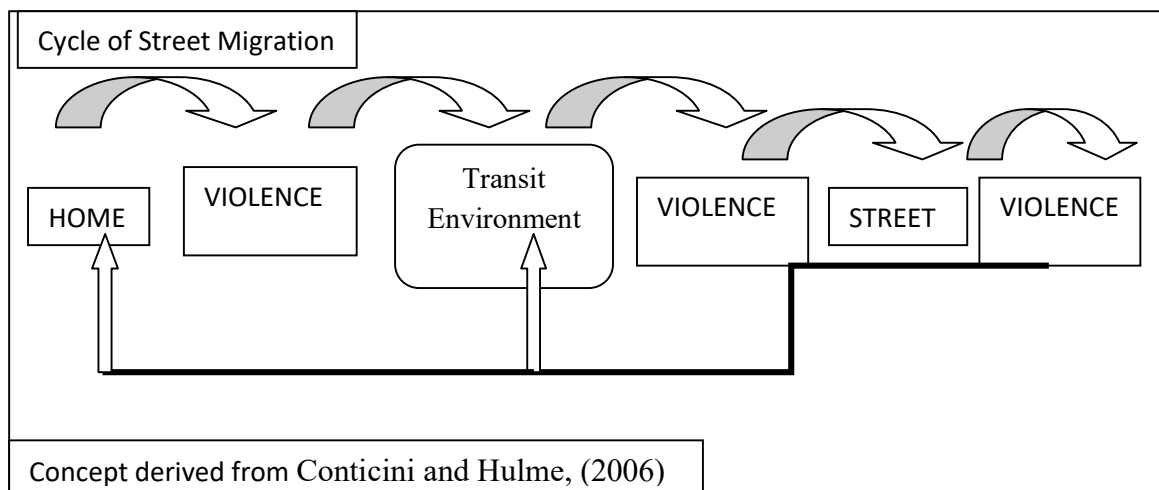 Cycle of Street Migration
HOME
VIOLENCE
Transit
Environment
VIOLENCE
STREET
VIOLENCE
Concept derived from Conticini and Hulme, (2006)